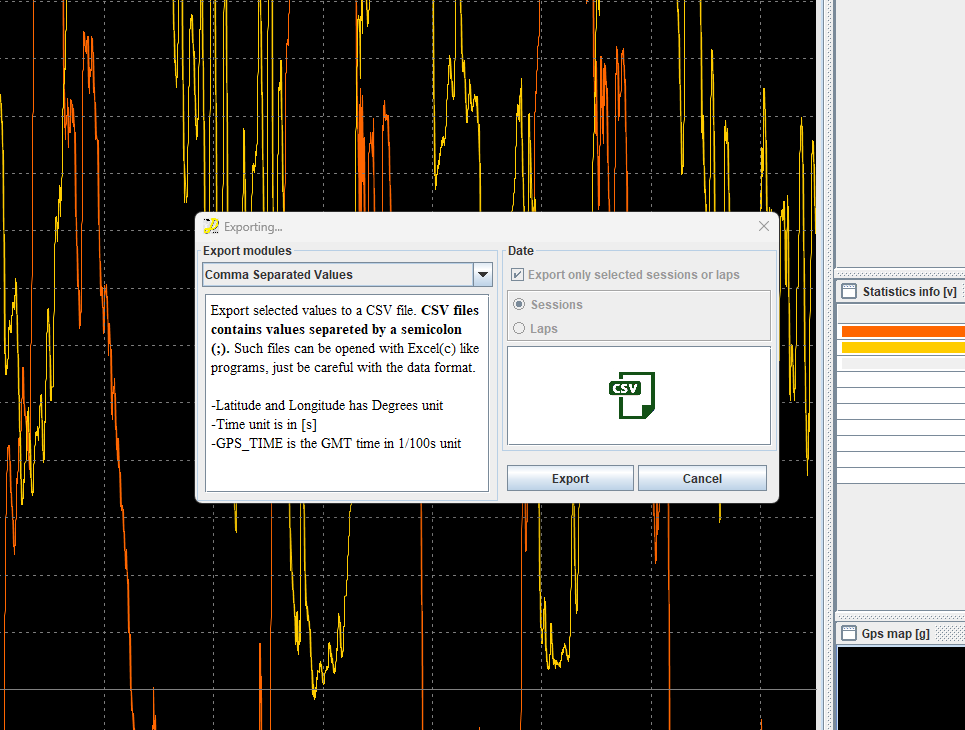 Exporting...
Export modules
Comma Separated Values
Export selected values to a CSV file. CSV files
contains values separeted by a semicolon
(;). Such files can be opened with Excel(c) like
programs, just be careful with the data format.
-Latitude and Longitude has Degrees unit
-Time unit is in [s]
-GPS_TIME is the GMT time in 1/100s unit
Date
Export only selected sessions or laps
Sessions
Laps
CSV
Export
Cancel
Statistics info [v]
Gps map [g]